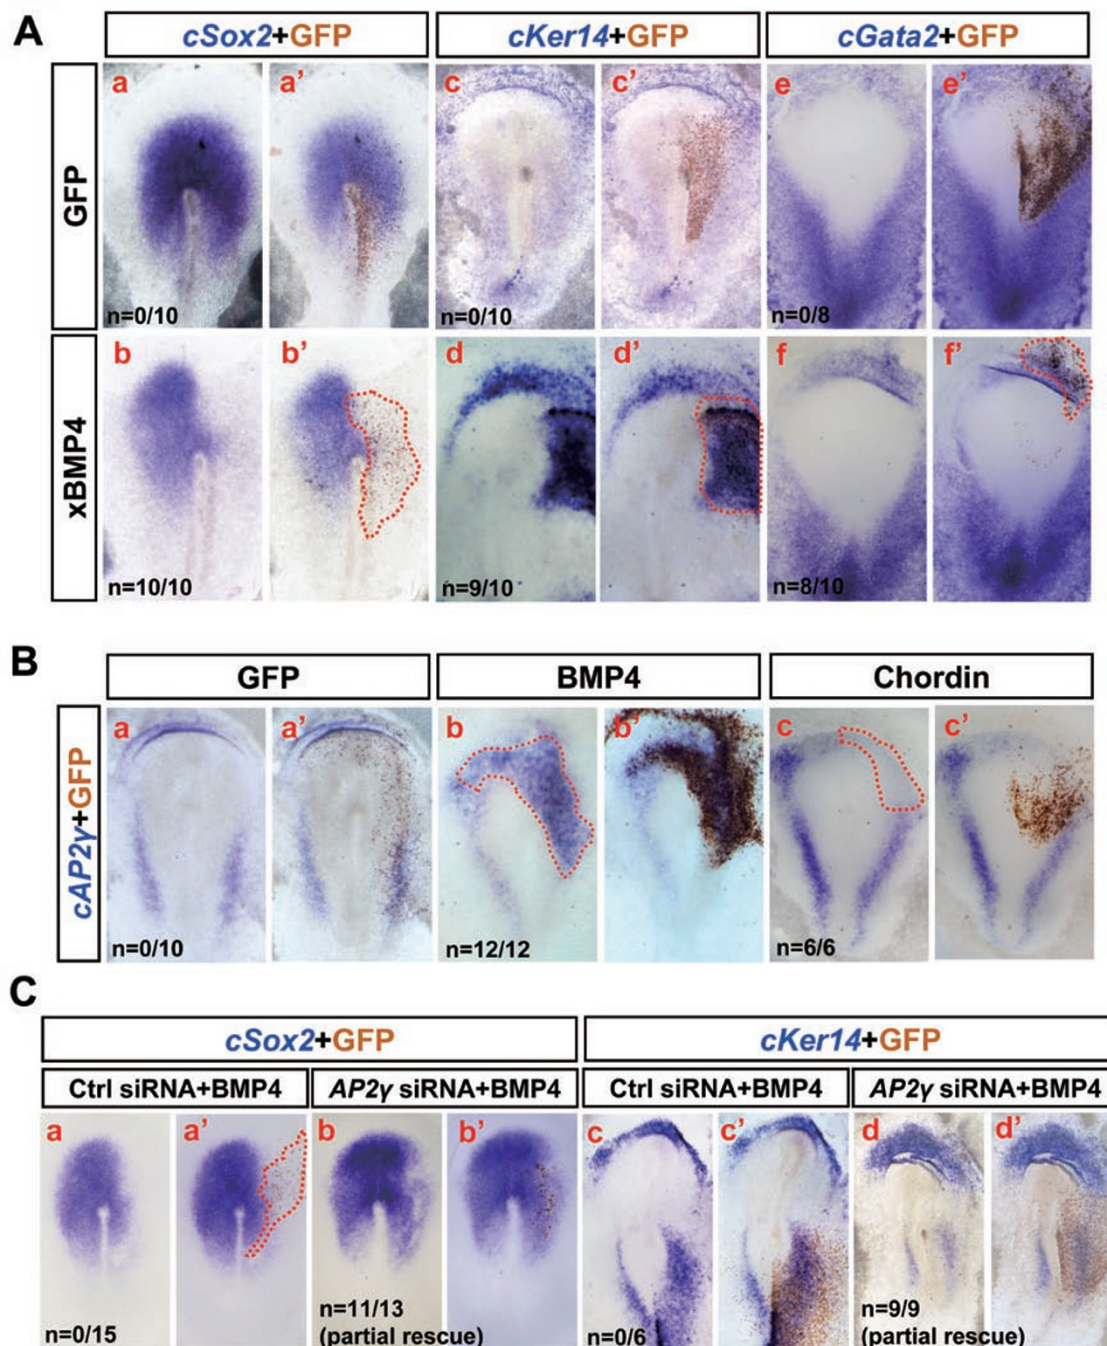 A
cSox2+GFP
cKer14+GFP
cGata2+GFP
GFP
a
a’
c
c’
e
e’
n=0/10
n=0/10
n=0/8
xBMP4
b
b’
d
d’
f
f’
n=10/10
n=9/10
n=8/10
B
GFP
BMP4
Chordin
cAP2γ+GFP
a
a’
b
b’
c
c’
n=0/10
n=12/12
n=6/6
C
cSox2+GFP
cKer14+GFP
Ctrl siRNA+BMP4
AP2γ siRNA+BMP4
Ctrl siRNA+BMP4
AP2γ siRNA+BMP4
a
a’
b
b’
c
c’
d
d’
n=0/15
n=11/13
(partial rescue)
n=0/6
n=9/9
(partial rescue)